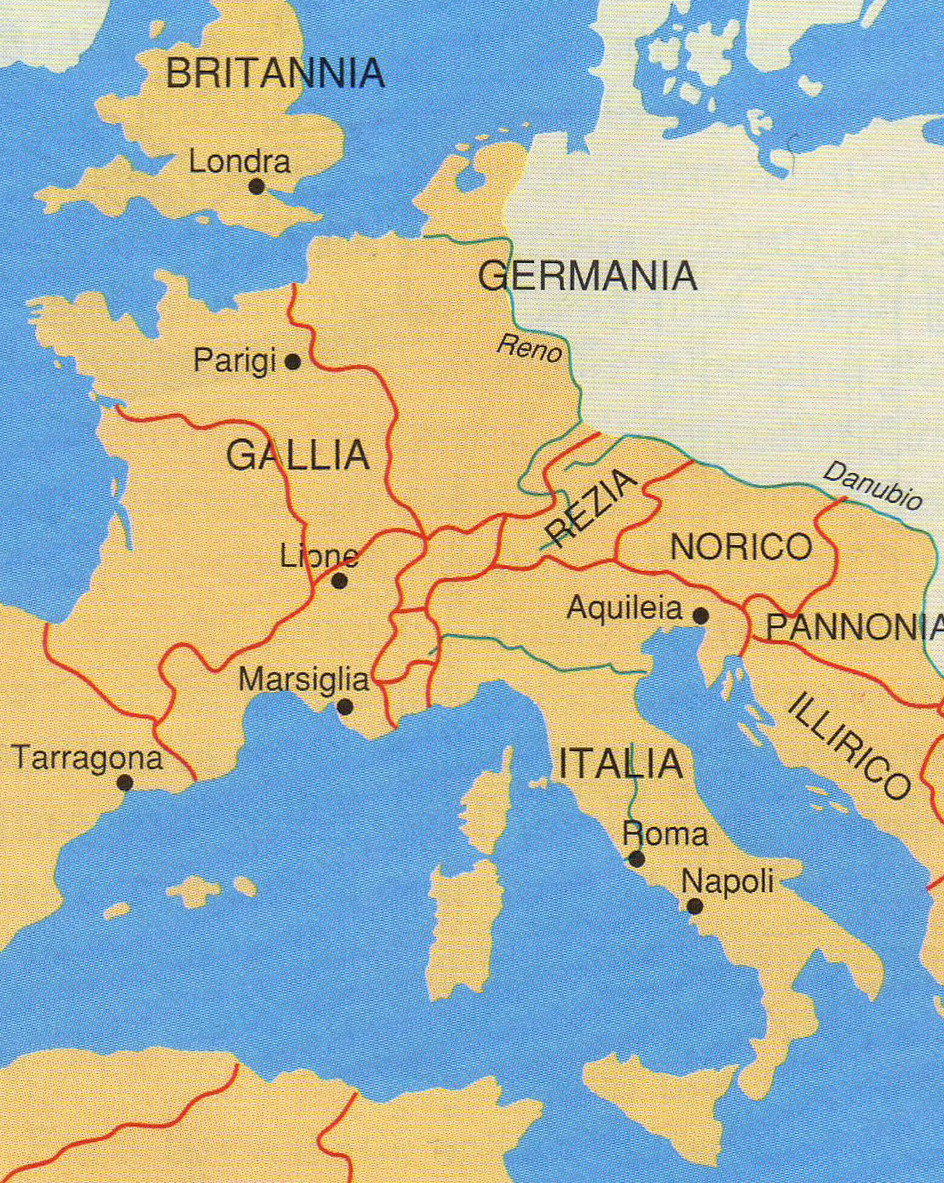 BRITANNIA
Londra
GERMANIA
Reno
Parigi
GALLIA
Danubio
REZIA
NORICO
Lione
Aquileia
PANNONIA
Marsiglia
ILLIRICO
Tarragona
ITALIA
Roma
Napoli